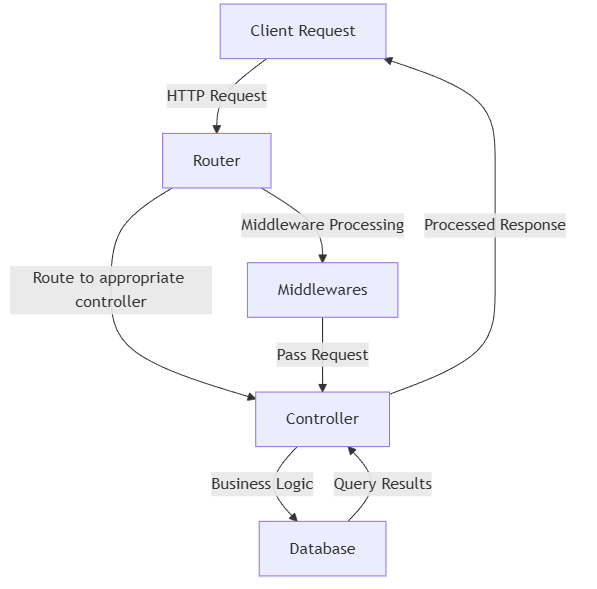 Client Request
HTTP Request
Router
Middleware Processing
Processed Response
Route to appropriate
controller
Middlewares
Pass Request
Controller
Business Logic
Query Results
Database